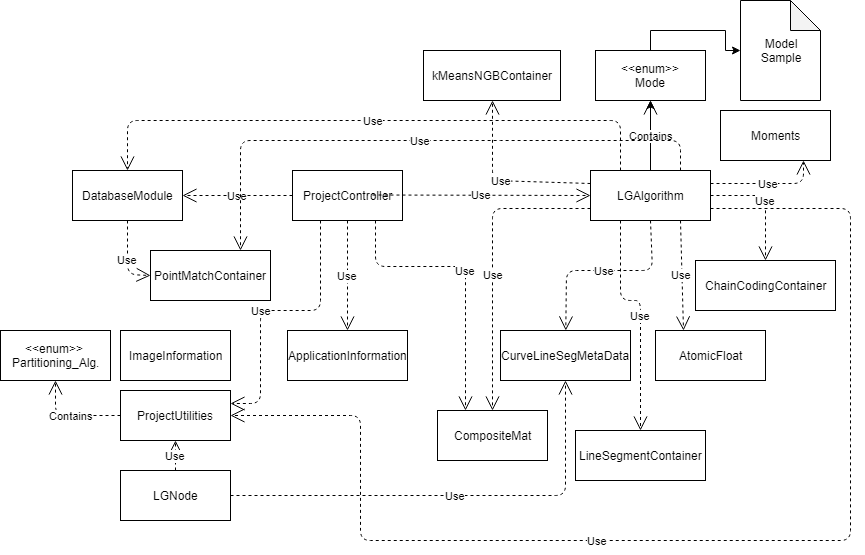 Model
Sample
<<enum>>
Mode
kMeansNGBContainer
Use
Contains
Moments
Use
Use
Use
DatabaseModule
Use
ProjectController
Use
LGAlgorithm
Use
Use
PointMatchContainer
Use
Use
Use
Use
Use
ChainCodingContainer
Use
Use
<<enum>>
Partitioning_Alg.
ImageInformation
ApplicationInformation
CurveLineSegMetaData
AtomicFloat
Contains
ProjectUtilities
CompositeMat
Use
LineSegmentContainer
LGNode
Use
Use